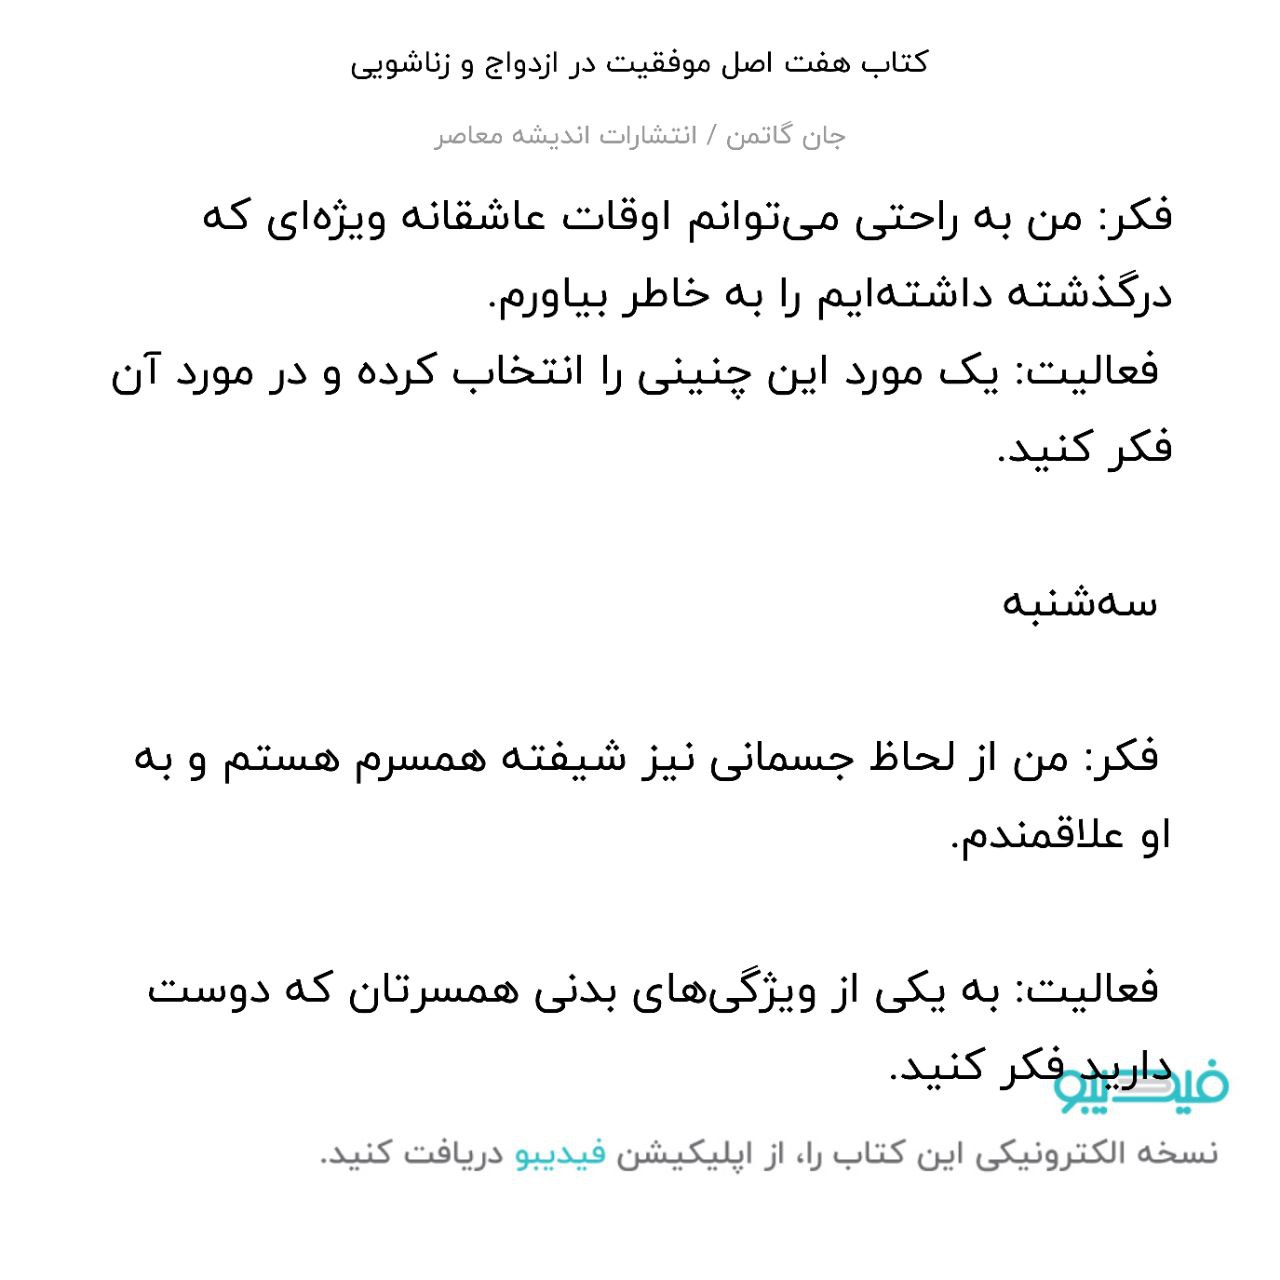 کتاب هفت اصل موفقیت در ازدواج و زناشویی
جان گاتمن / انتشارات اندیشه معاصر
فکر: من به راحتی می‌توانم اوقات عاشقانه ویژه‌ای که
درگذشته داشته‌ایم را به خاطر بیاورم.
فعالیت: یک مورد این چنینی را انتخاب کرده و در مورد آن
فکر کنید.
سه‌شنبه
فکر: من از لحاظ جسمانی نیز شیفته همسرم هستم و به
او علاقمندم.
فعالیت: به یکی از ویژگی‌های بدنی همسرتان که دوست
دارید فکر کنید.
فیدیبو
نسخه الکترونیکی این کتاب را، از اپلیکیشن فیدیبو دریافت کنید.